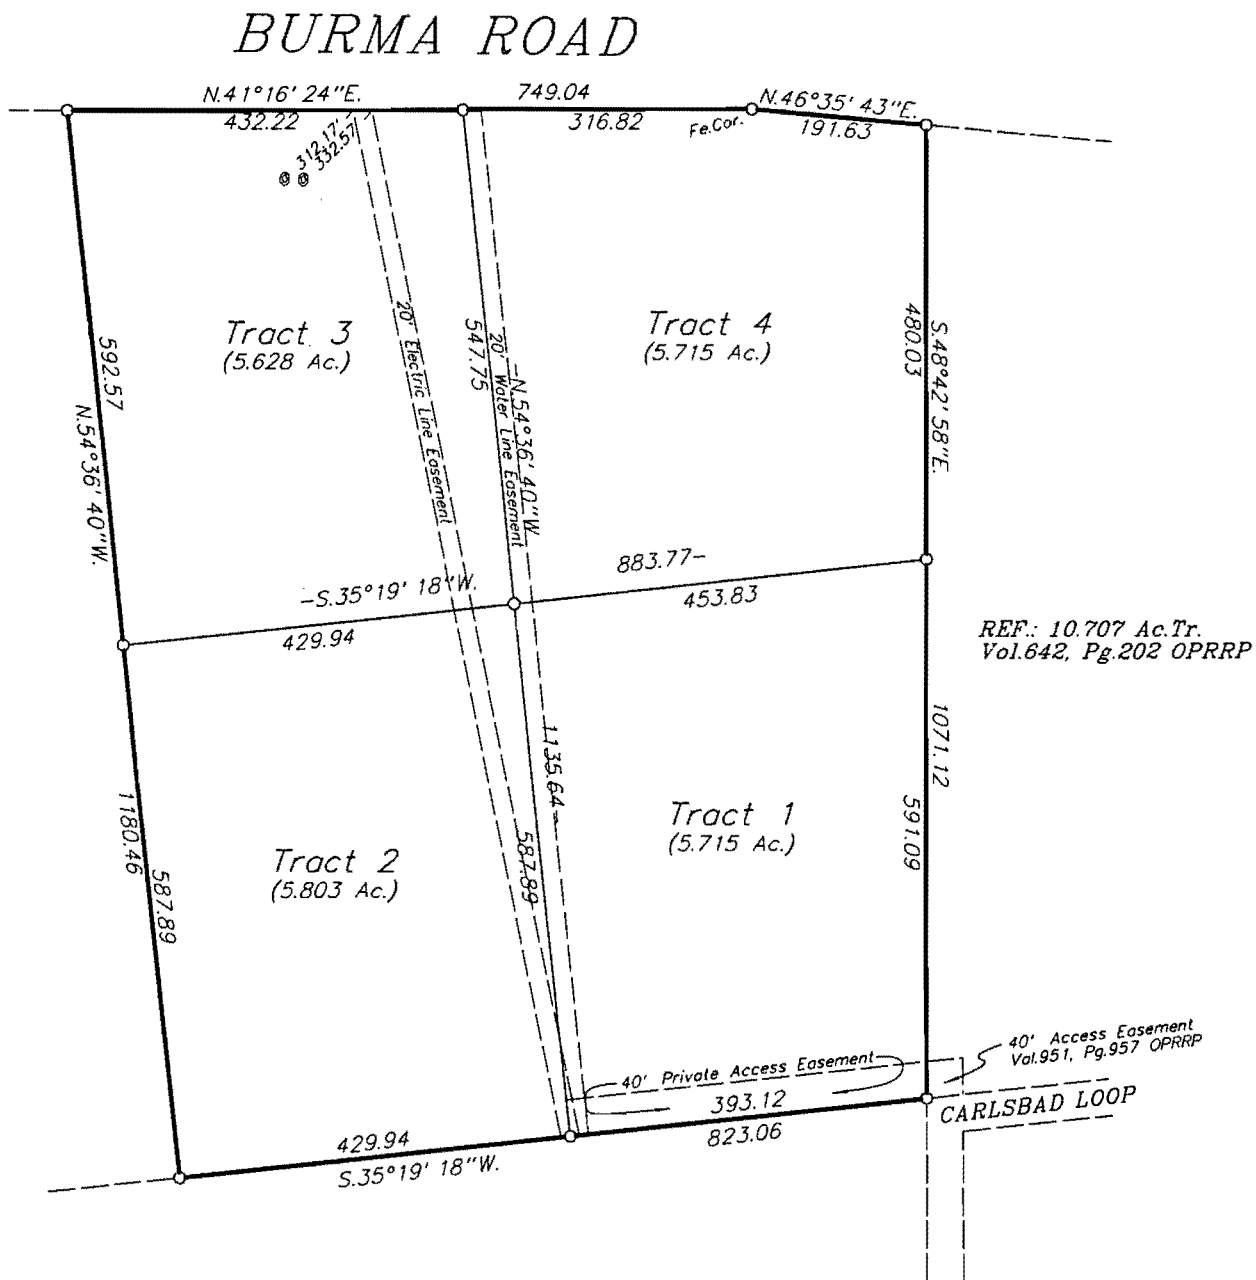 BURMA ROAD
N.41°16' 24"E.
749.04
N.46°35' 43"E.
432.22
316.82
Fe.Cor.
191.63
312.17'
332.57'
Tract 3
(5.628 Ac.)
Tract 4
(5.715 Ac.)
592.57
N.54°36' 40"W.
20' Electric Line Easement
547.75
20' Water Line Easement
-N.54°36' 40"W.
480.03
S.48°42' 58"E.
-S.35°19' 18"W.
883.77-
429.94
453.83
REF.: 10.707 Ac.Tr.
Vol.642, Pg.202 OPRRP
1071.12
591.09
1135.64-
587.89
Tract 1
(5.715 Ac.)
Tract 2
(5.803 Ac.)
1180.46
587.89
40' Access Easement
Vol.951, Pg.957 OPRRP
40' Private Access Easement
CARLSBAD LOOP
393.12
823.06
429.94
S.35°19' 18"W.